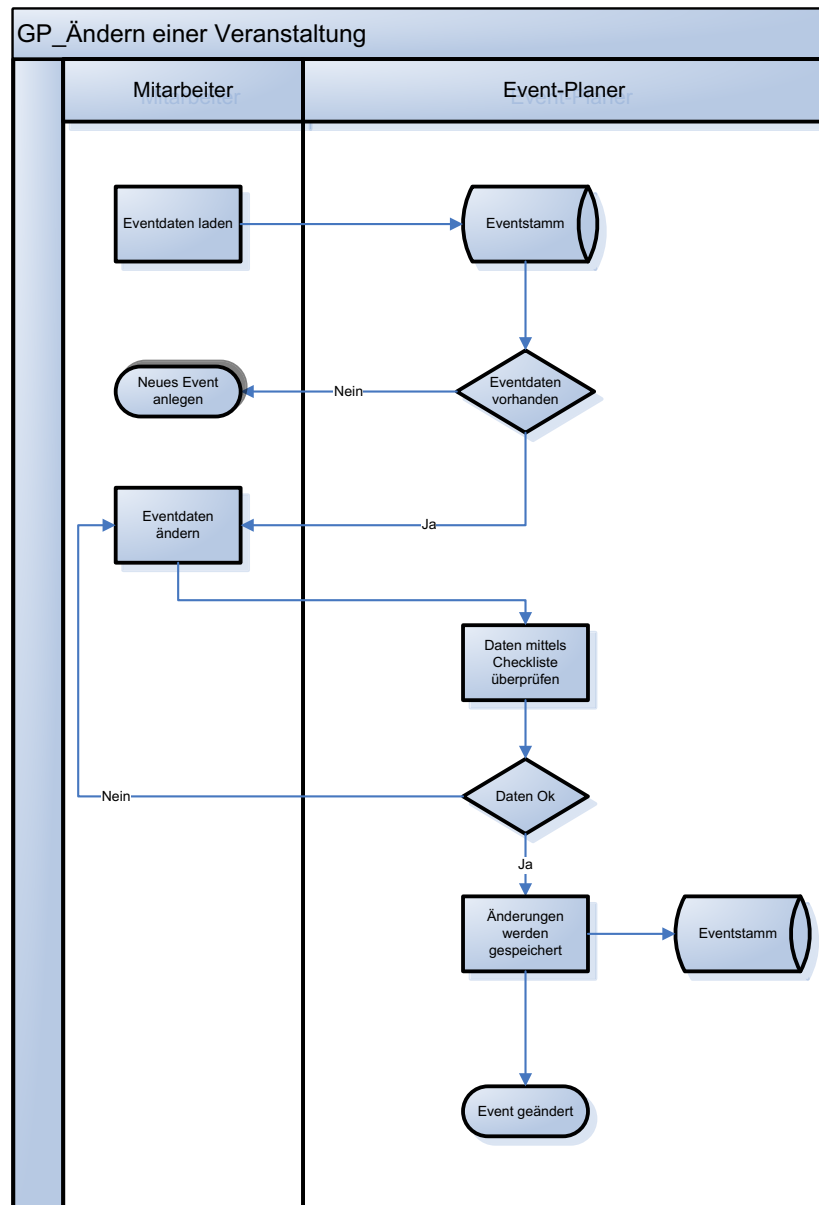 GP_Ändern einer Veranstaltung
Mitarbeiter
Event-Planer
Eventdaten laden
Eventstamm
Neues Event
anlegen
Nein
Eventdaten
vorhanden
Eventdaten
ändern
Ja
Daten mittels
Checkliste
überprüfen
Nein
Daten Ok
Ja
Änderungen
werden
gespeichert
Eventstamm
Event geändert